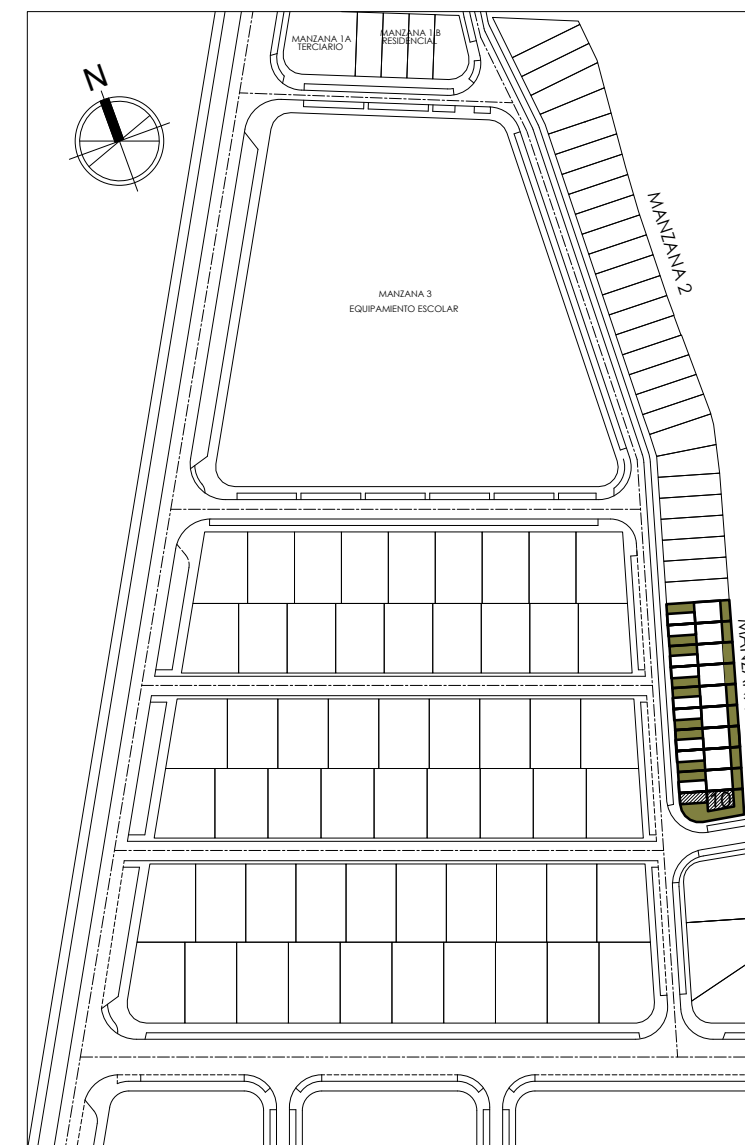 MANZANA 1A
TERCIARIO
MANZANA 1B
RESIDENCIAL
N
MANZANA 2
MANZANA 3
EQUIPAMIENTO ESCOLAR